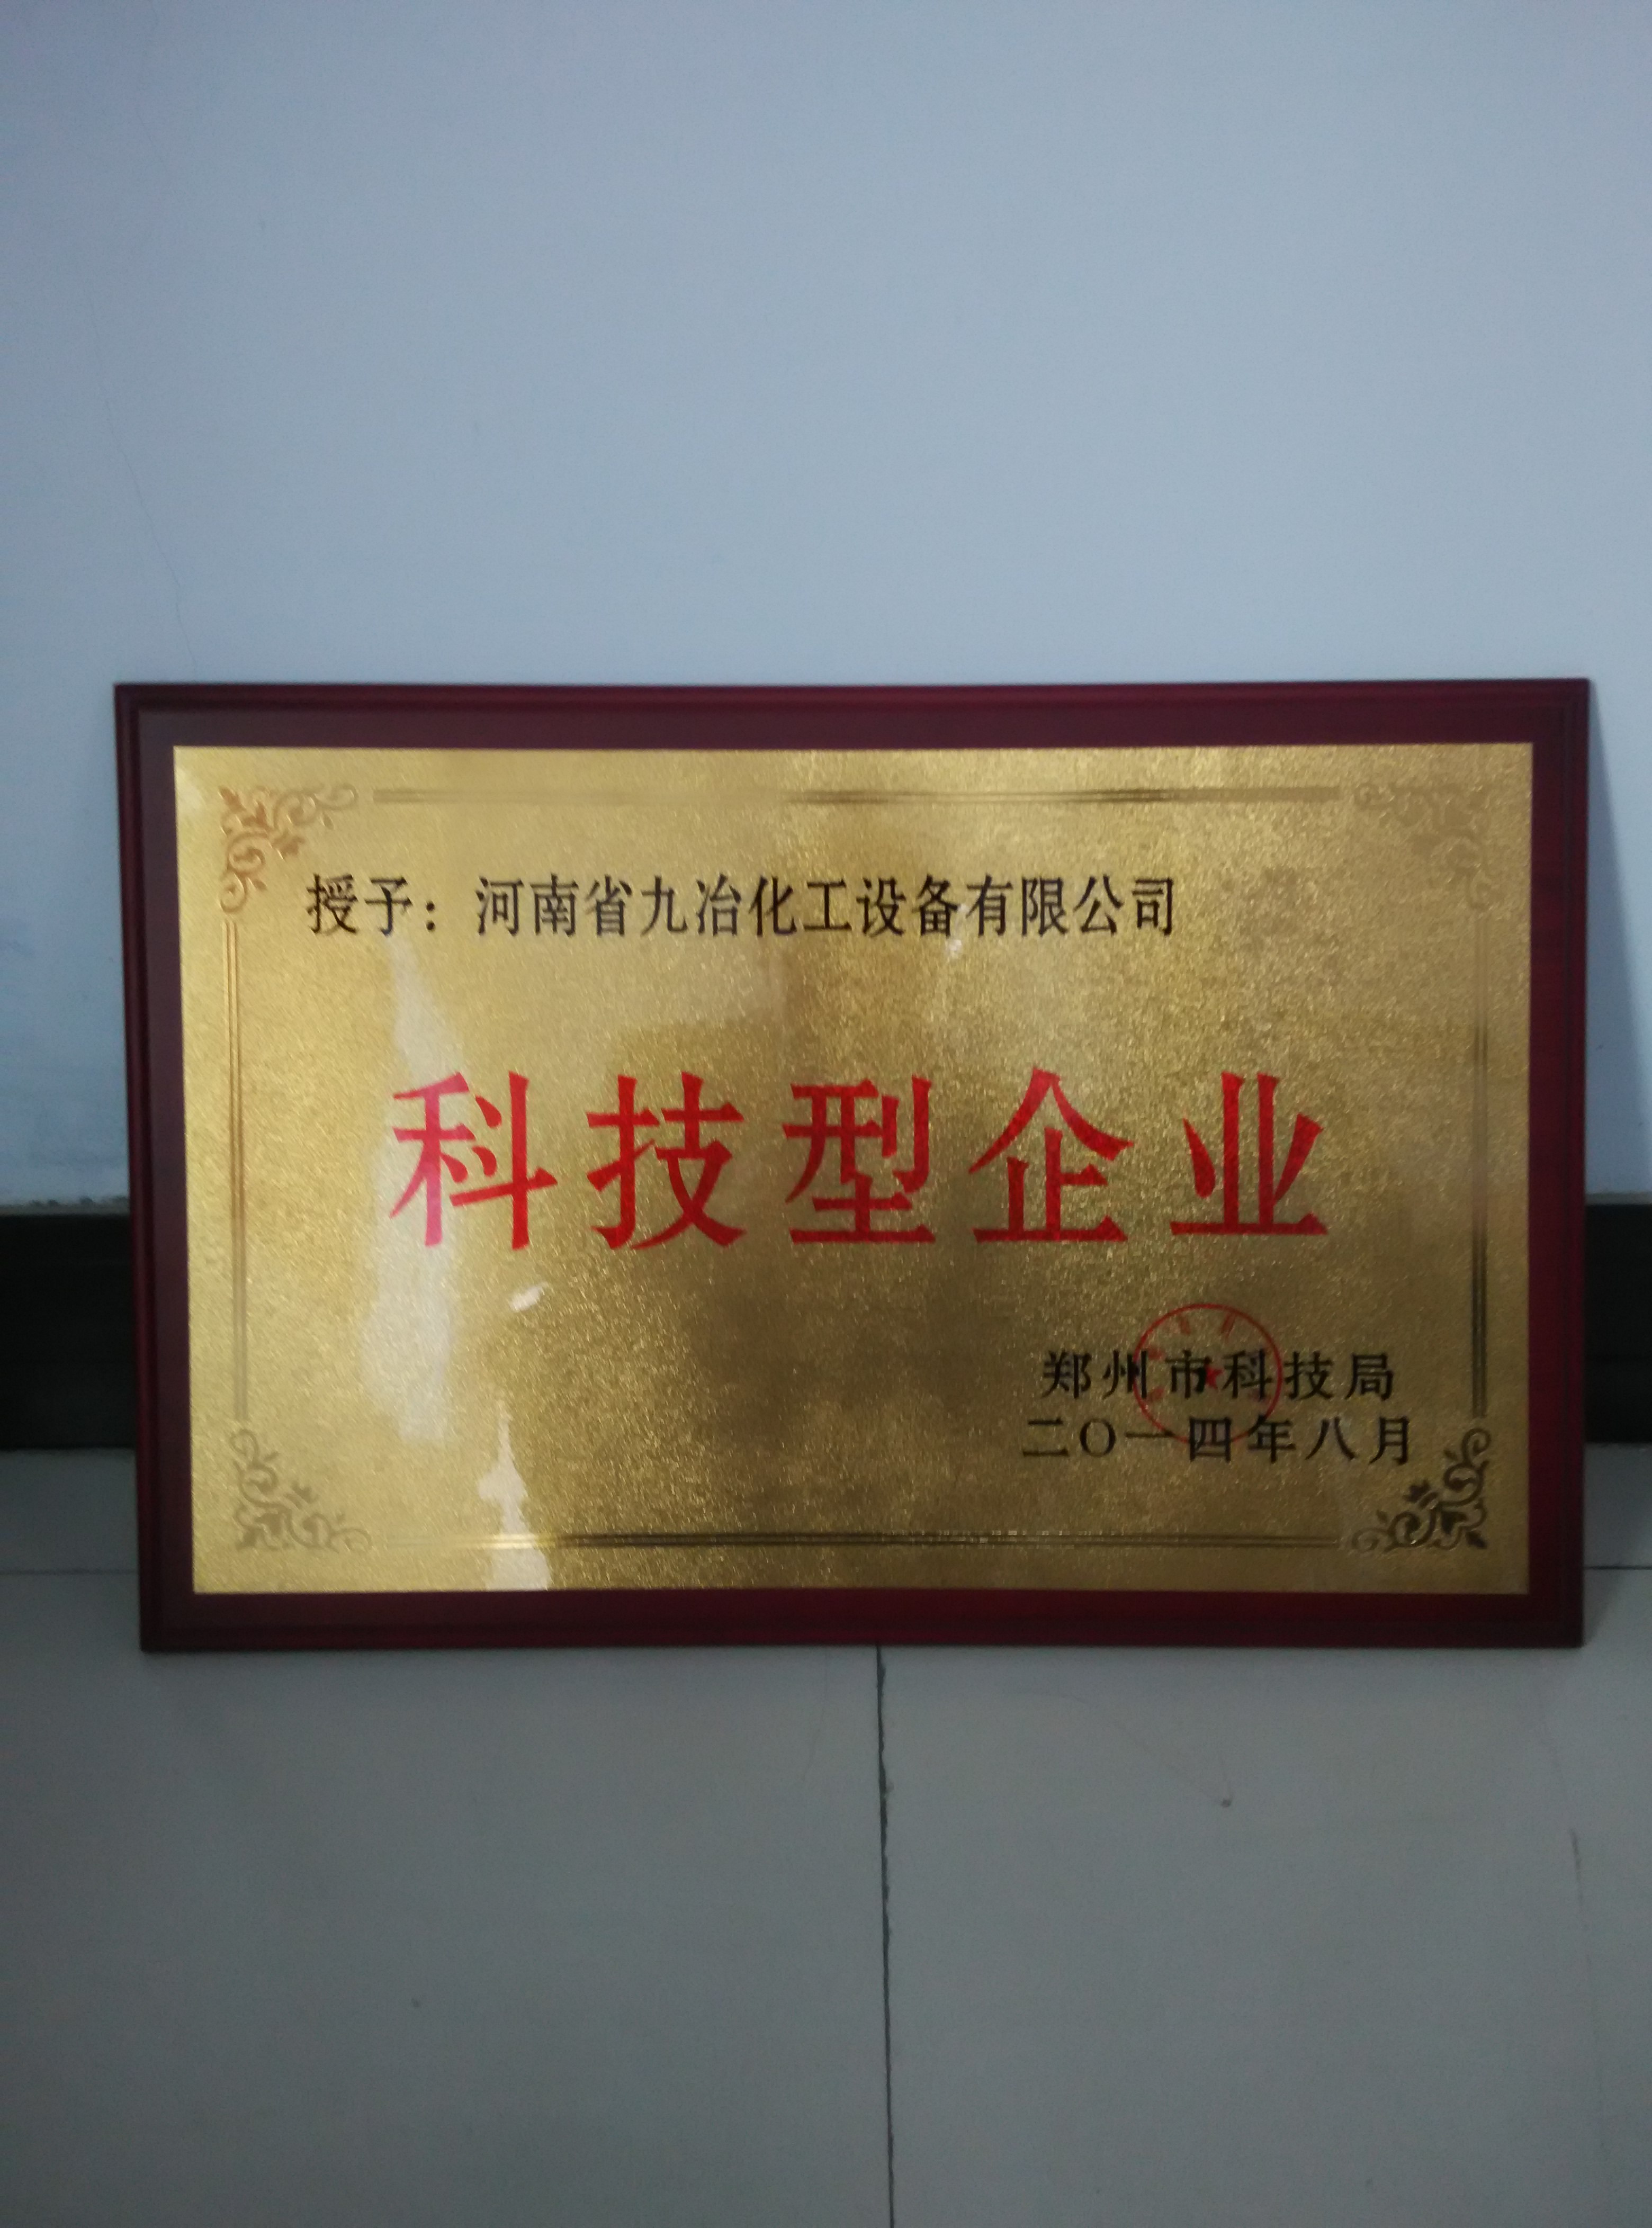 授予：河南省九冶化工设备有限公司
科技型企业
郑州市科技局
二〇一四年八月